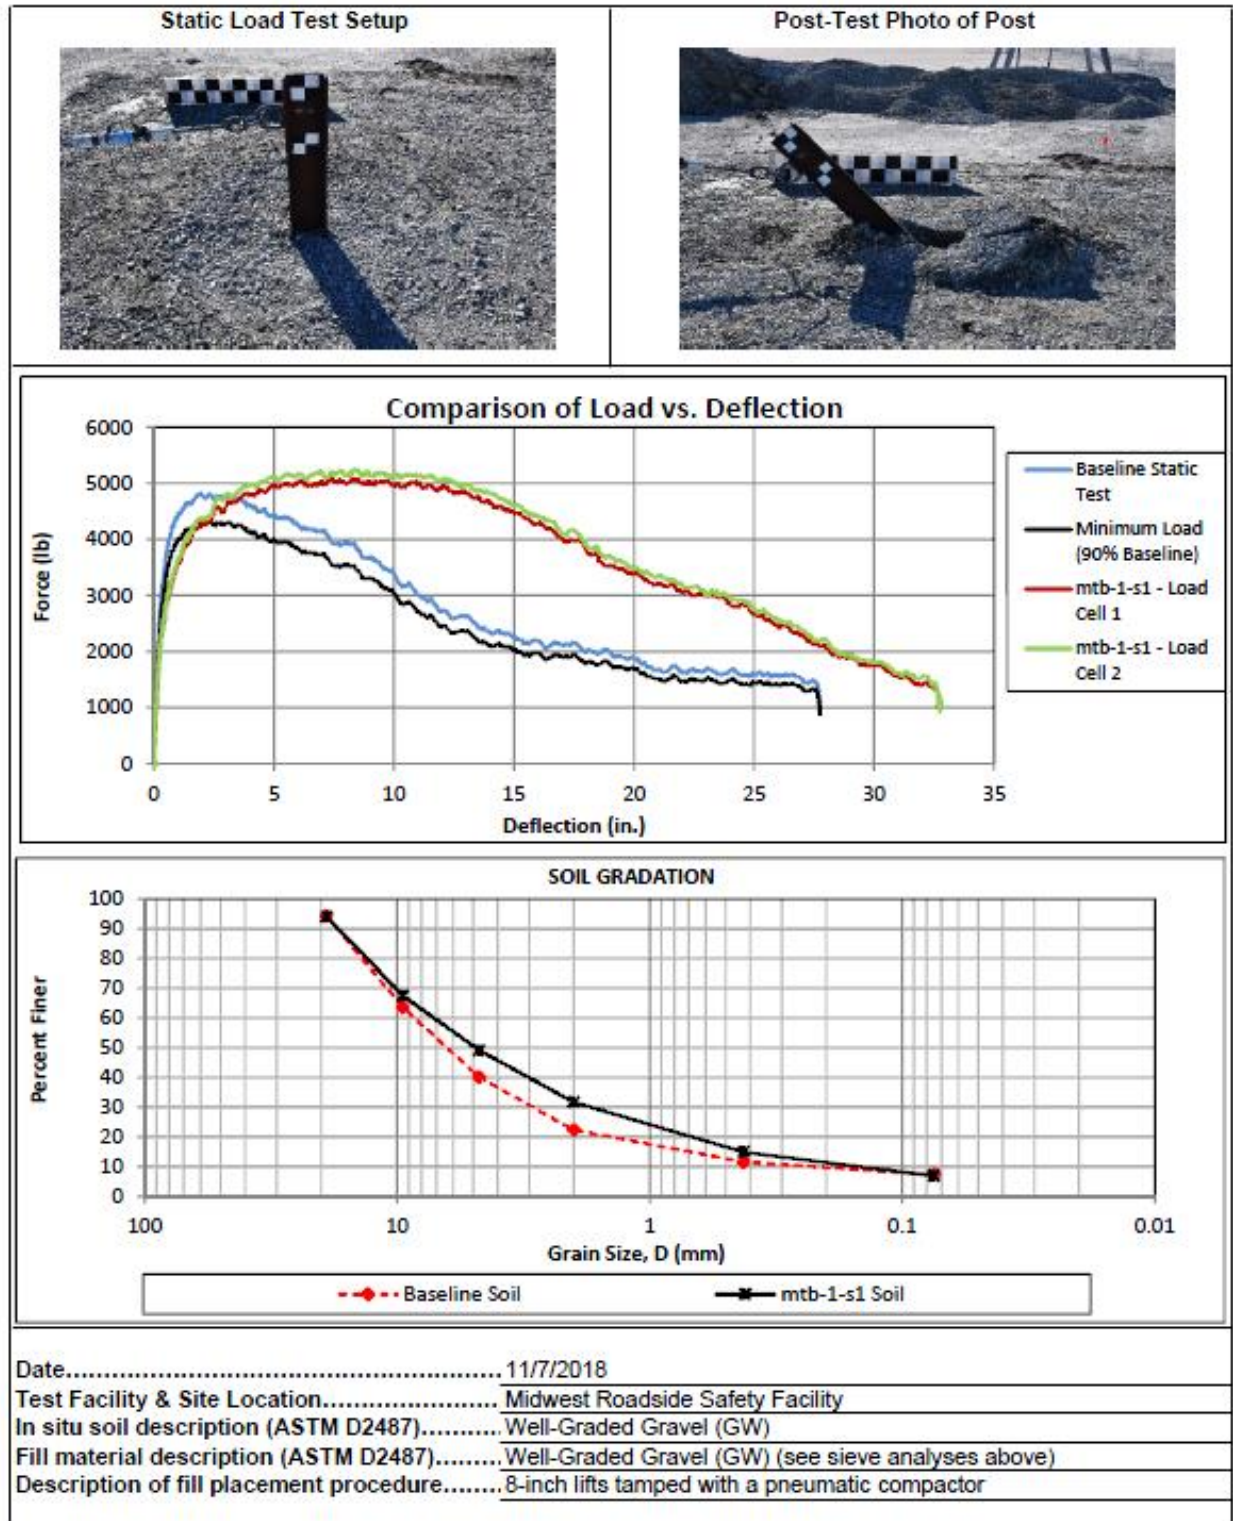 Static Load Test Setup
Post-Test Photo of Post
Comparison of Load vs. Deflection
6000
5000
4000
3000
2000
1000
0
Force (lb)
0 5 10 15 20 25 30 35
Deflection (in.)
Baseline Static
Test
Minimum Load
(90% Baseline)
mtb-1-s1 - Load
Cell 1
mtb-1-s1 - Load
Cell 2
SOIL GRADATION
100
90
80
70
60
50
40
30
20
10
0
Percent Finer
100 10 1 0.1 0.01
Grain Size, D (mm)
Baseline Soil mtb-1-s1 Soil
Date.................................................... 11/7/2018
Test Facility & Site Location....................... Midwest Roadside Safety Facility
In situ soil description (ASTM D2487).......... Well-Graded Gravel (GW)
Fill material description (ASTM D2487)........ Well-Graded Gravel (GW) (see sieve analyses above)
Description of fill placement procedure....... 8-inch lifts tamped with a pneumatic compactor